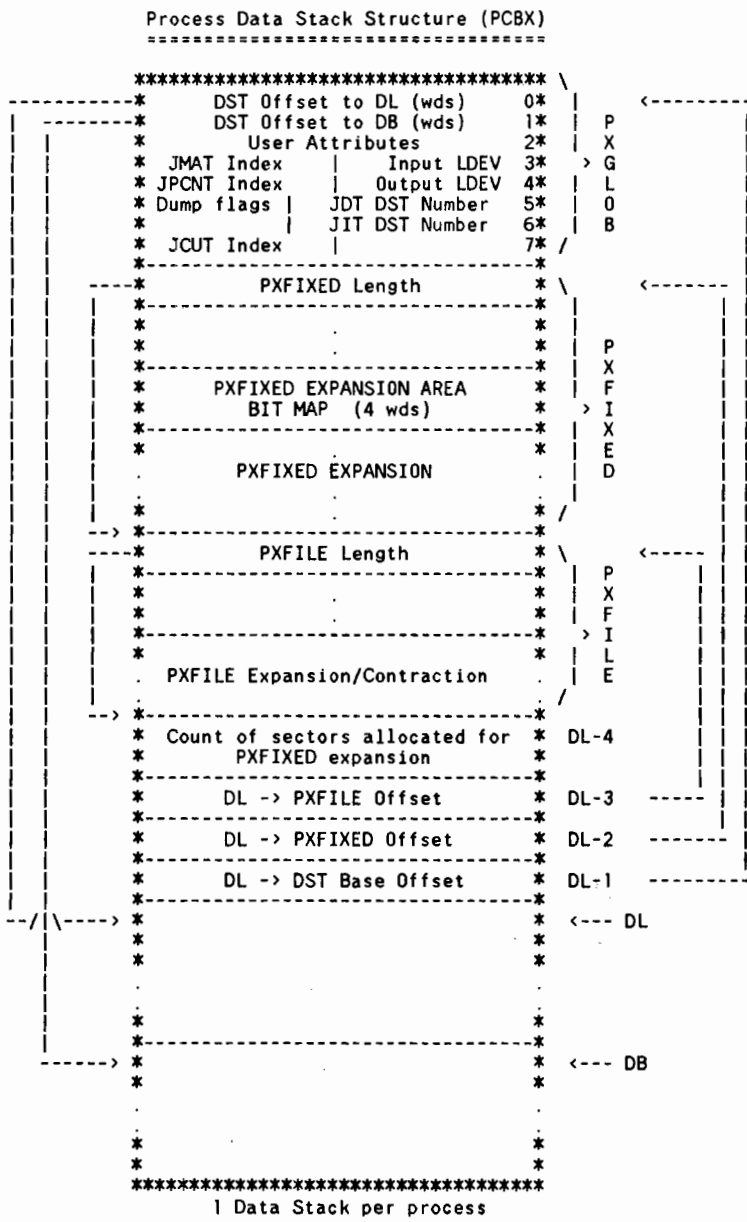 Process Data Stack Structure (PCBX)
DST Offset to DL (wds) 0
DST Offset to DB (wds) 1
User Attributes 2
JMAT Index | Input LDEV 3
JPCNT Index | Output LDEV 4
Dump flags | JDT DST Number 5
| JIT DST Number 6
JCUT Index | 7
PXGLOB
PXFIXED Length
PXFIXED EXPANSION AREA
BIT MAP (4 wds)
PXFIXED EXPANSION
PXFIXED
PXFILE Length
PXFILE Expansion/Contraction
PXFILE
Count of sectors allocated for DL-4
PXFIXED expansion
DL -> PXFILE Offset DL-3
DL -> PXFIXED Offset DL-2
DL -> DST Base Offset DL-1
<--- DL
<--- DB
1 Data Stack per process